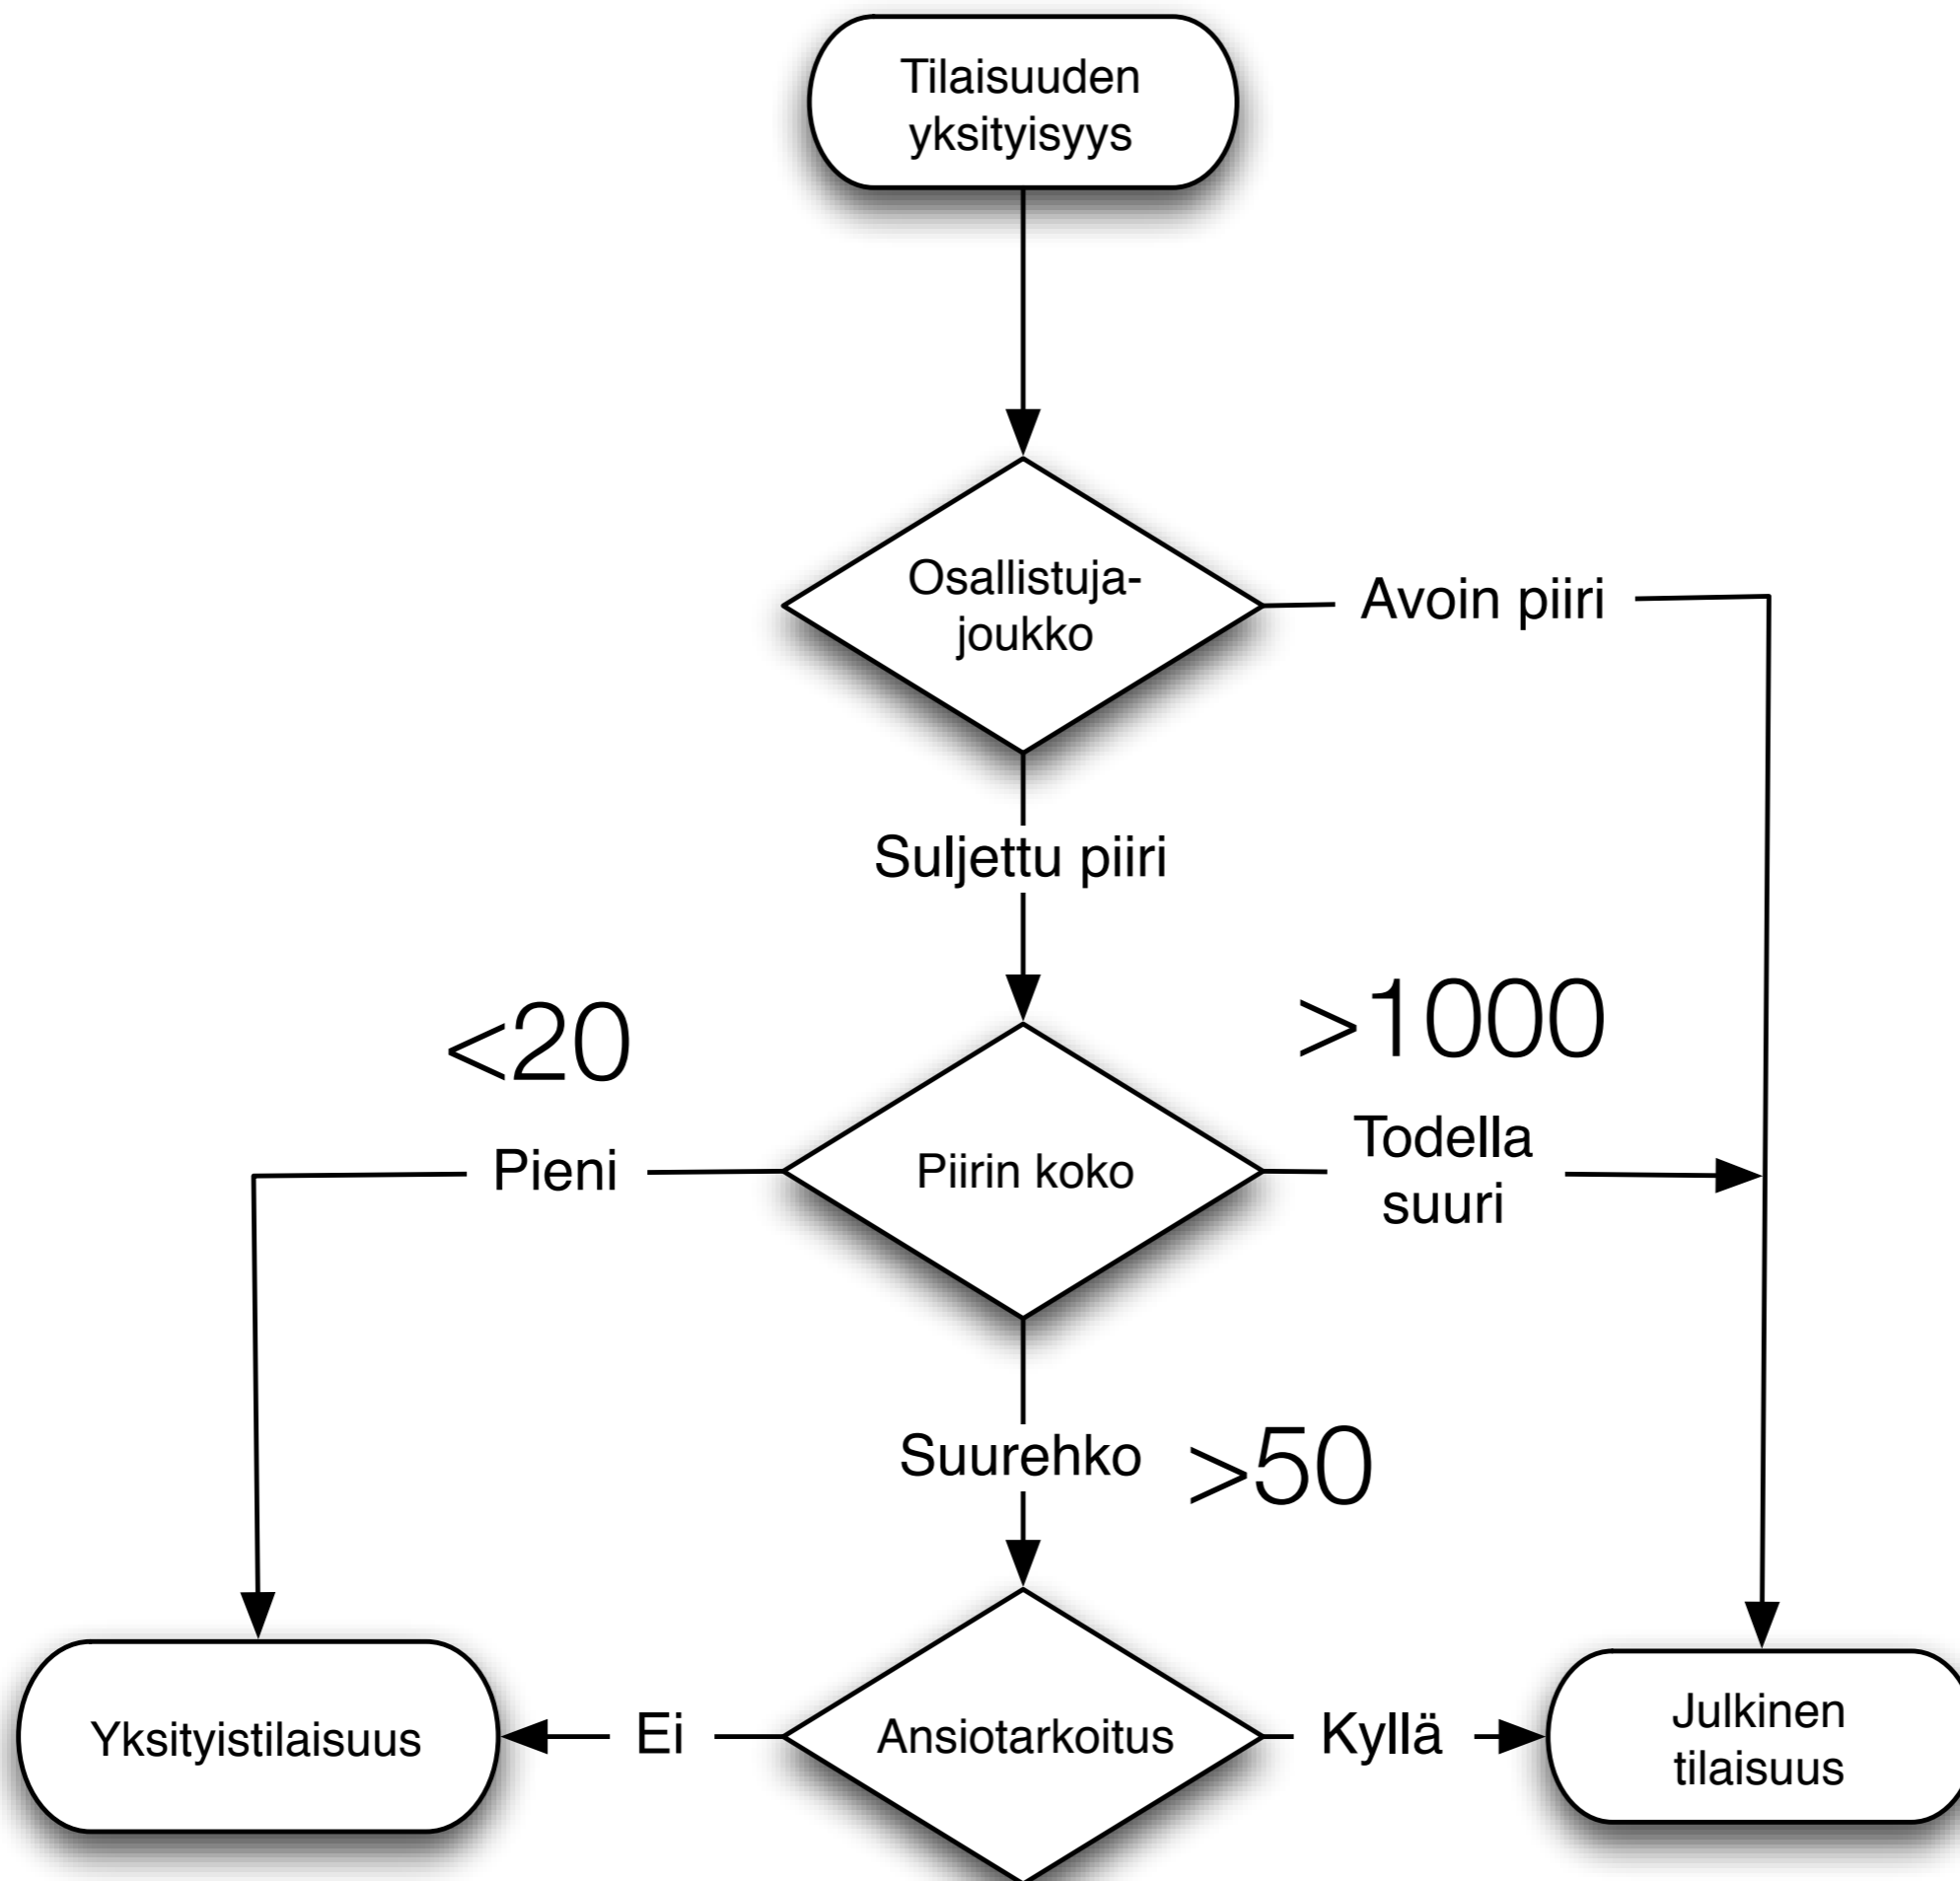 Tilaisuuden
yksityisyys
Osallistuja-
joukko
Avoin piiri
Suljettu piiri
<20
>1000
Pieni
Piirin koko
Todella
suuri
Suurehko
>50
Yksityistilaisuus
Ei
Ansiotarkoitus
Kyllä
Julkinen
tilaisuus